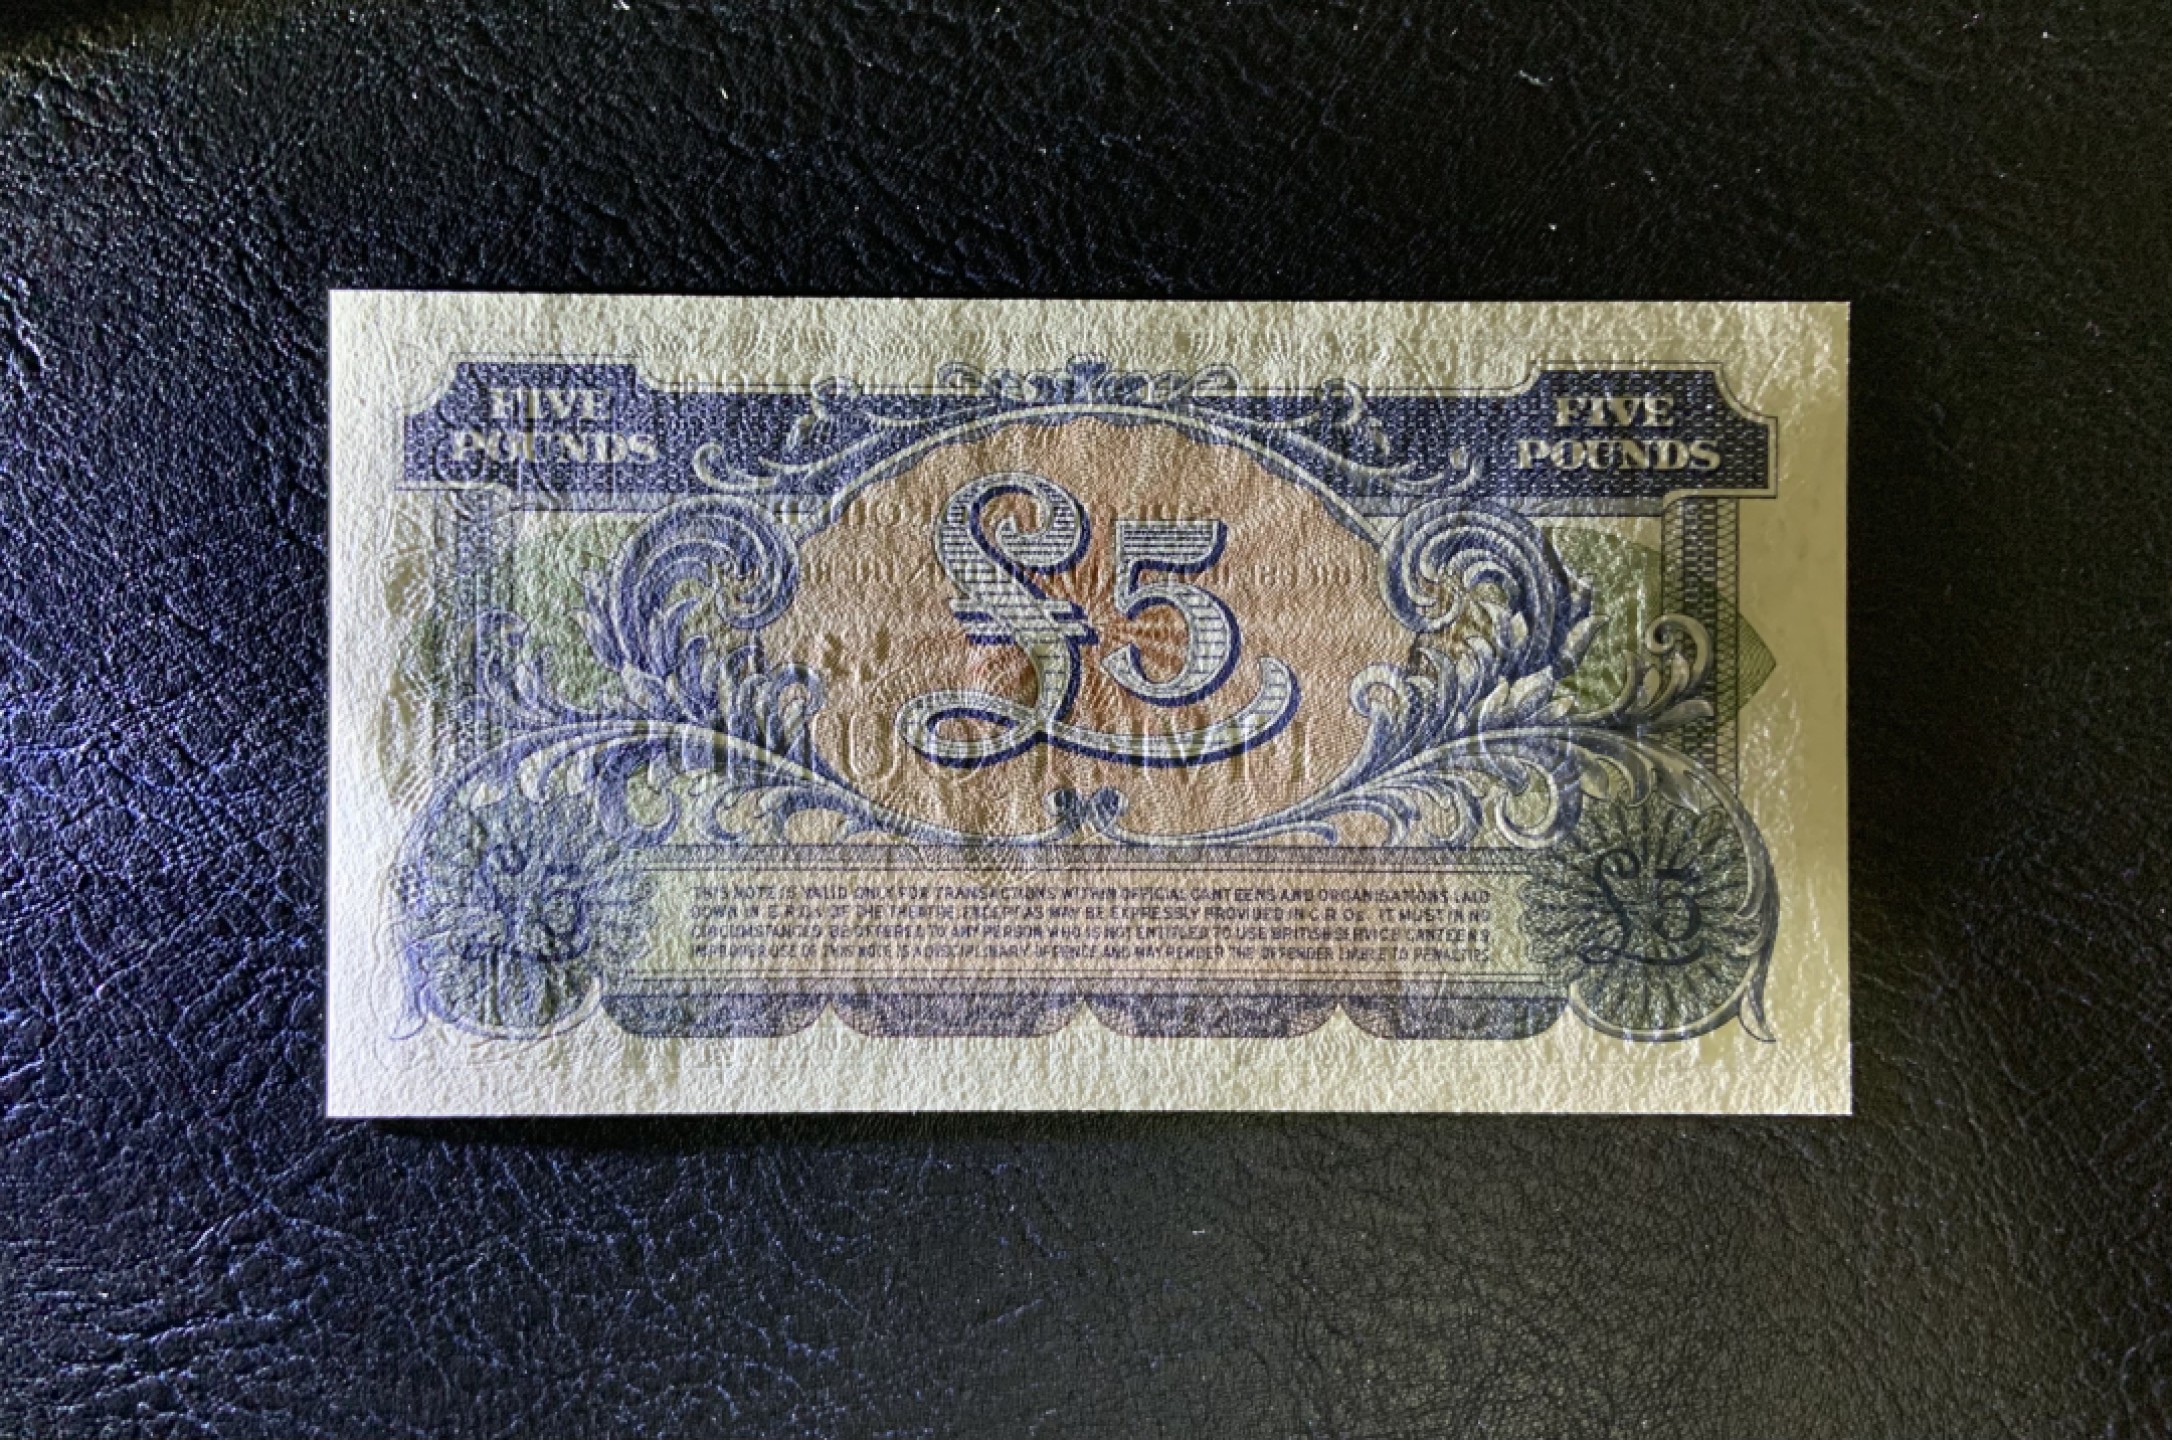 FIVE
POUNDS
FIVE
POUNDS
£5
THIS NOTE IS VALID ONLY FOR TRANSACTIONS WITHIN OFFICIAL CANTEENS AND ORGANISATIONS LAID
DOWN IN G.R.Os OF THE THEATRE, EXCEPT AS MAY BE EXPRESSLY PROVIDED IN G.R.Os. IT MUST IN NO
CIRCUMSTANCES BE OFFERED TO ANY PERSON WHO IS NOT ENTITLED TO USE BRITISH SERVICE CANTEENS
IMPROPER USE OF THIS NOTE IS A DISCIPLINARY OFFENCE AND MAY RENDER THE OFFENDER LIABLE TO PENALTIES
£5
£5